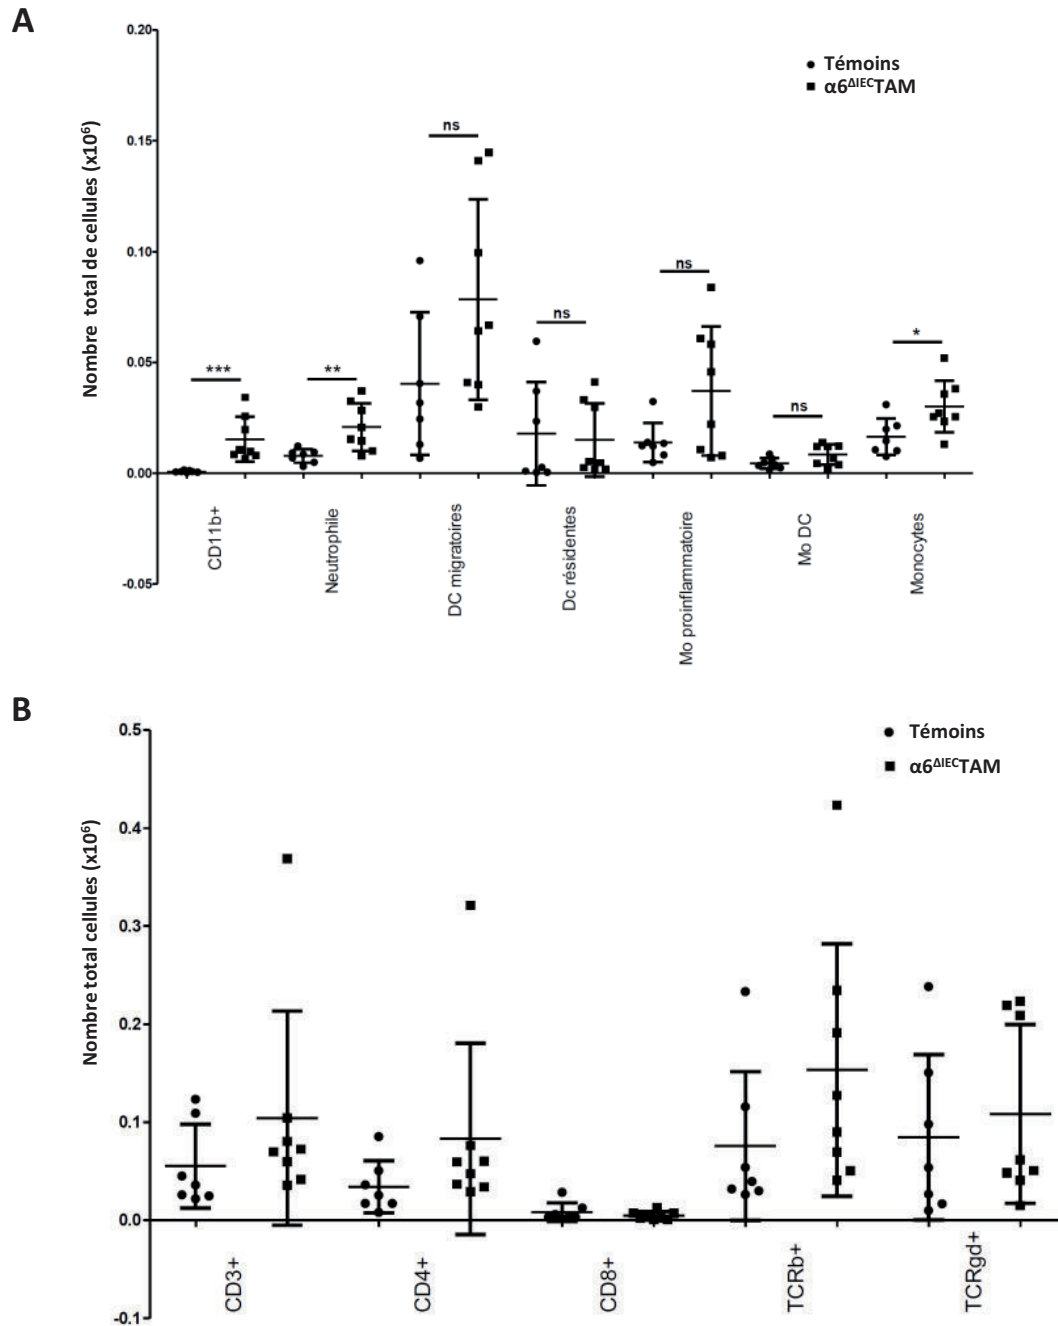 A
Nombre total de cellules (x10⁶)
0.20
0.15
0.10
0.05
0.00
-0.05
Témoins
α6ᐃᴵᴱᶜTAM
***
**
ns
ns
ns
ns
*
CD11b+
Neutrophile
DC migratoires
Dc résidentes
Mo proinflammatoire
Mo DC
Monocytes
B
Nombre total cellules (x10⁶)
0.5
0.4
0.3
0.2
0.1
0.0
-0.1
Témoins
α6ᐃᴵᴱᶜTAM
CD3+
CD4+
CD8+
TCRb+
TCRgd+